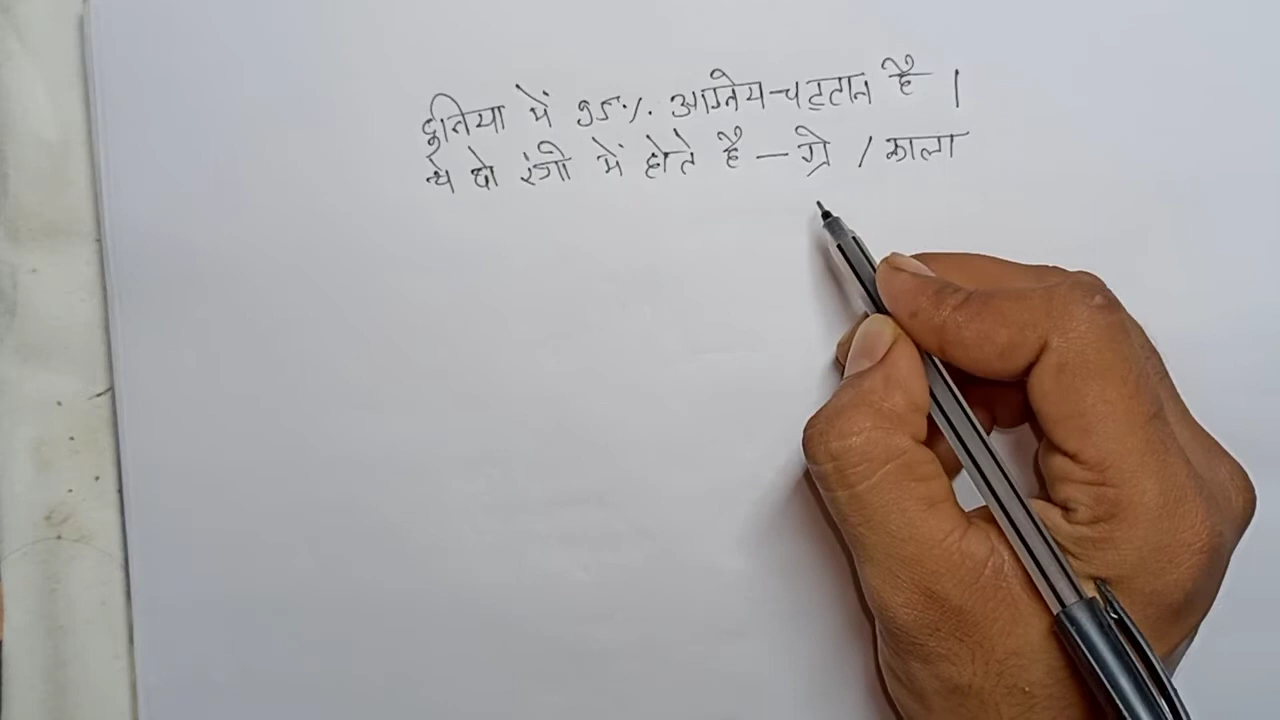 दुनिया में 95% आग्नेय-चट्टान है ।
ये दो रंगो में होते है – ग्रे / काला